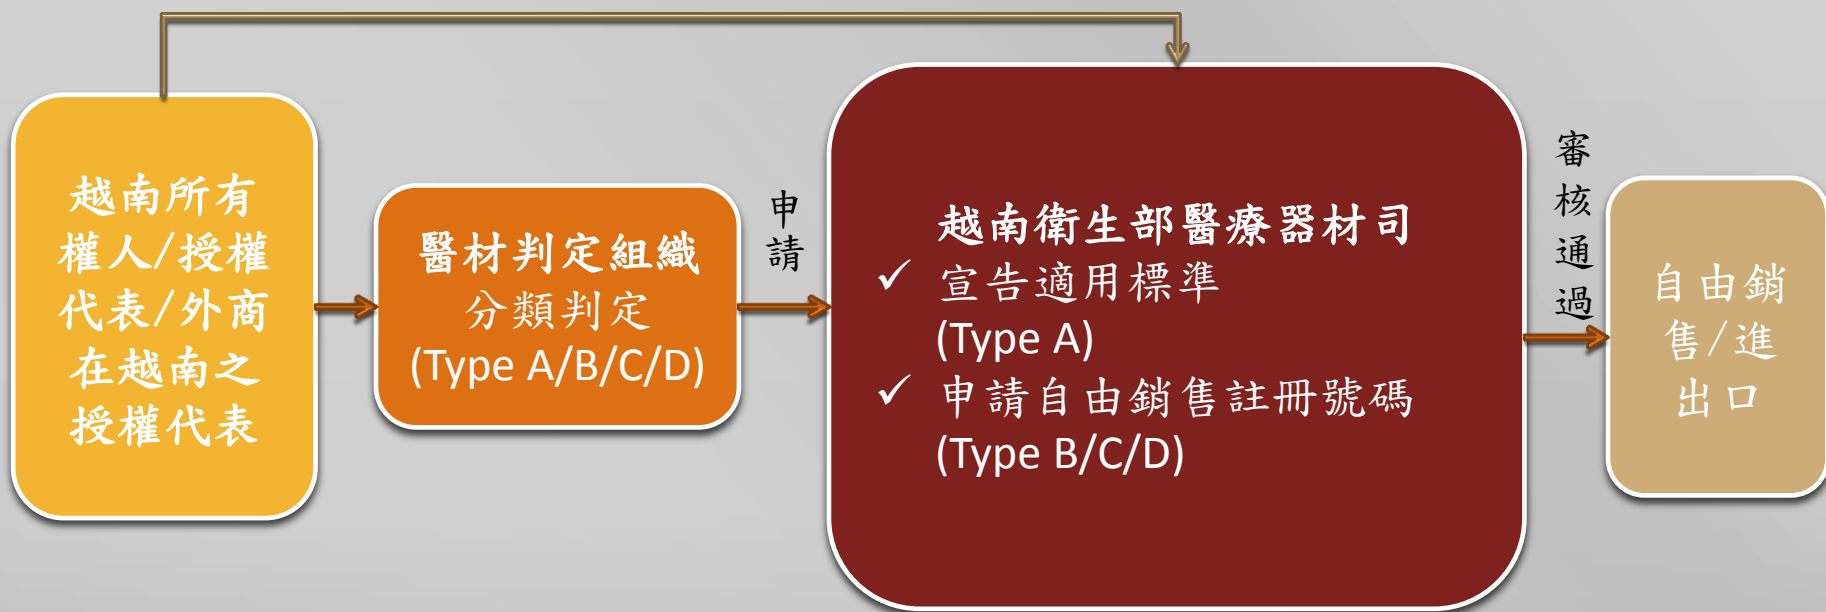 越南所有
權人/授權
代表/外商
在越南之
授權代表
醫材判定組織
分類判定
(Type A/B/C/D)
申請
越南衛生部醫療器材司
✓ 宣告適用標準
(Type A)
✓ 申請自由銷售註冊號碼
(Type B/C/D)
審核通過
自由銷
售/進
出口